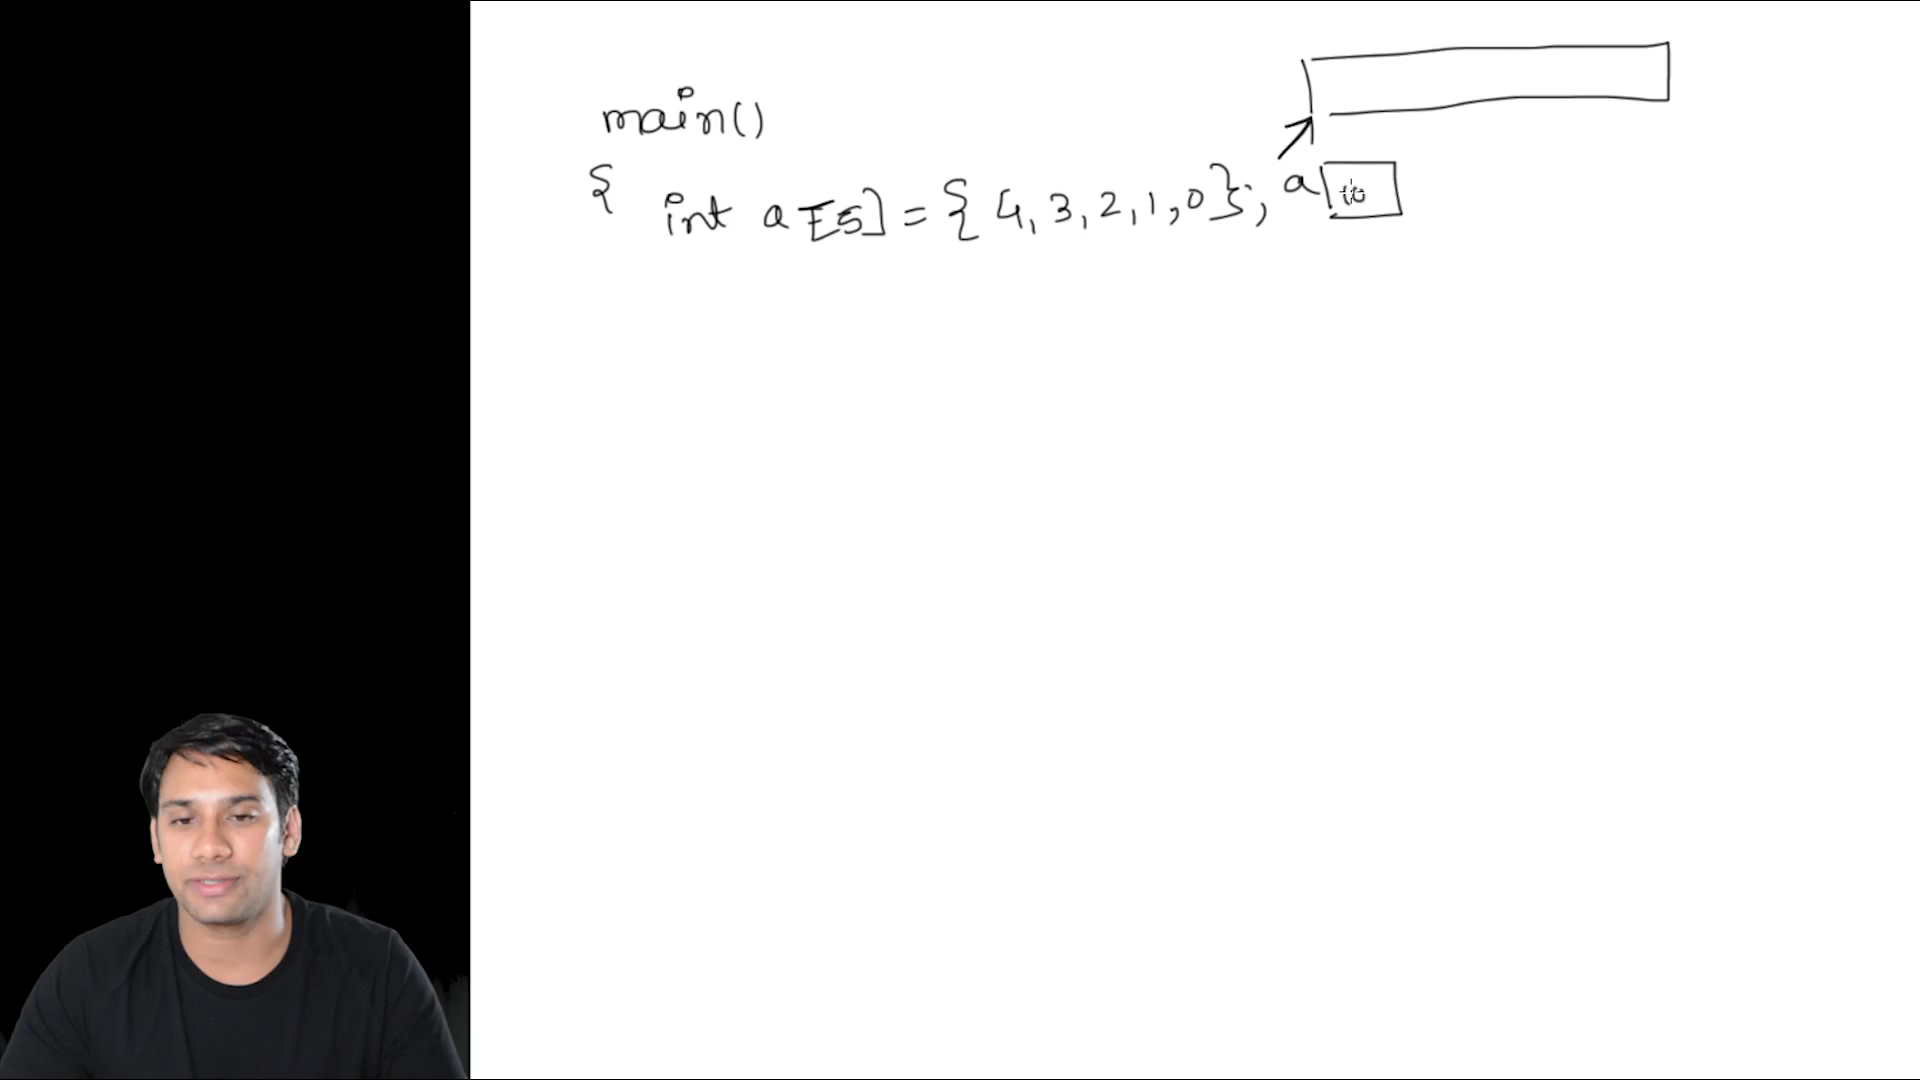 main()
{
int a[5] = { 4, 3, 2, 1, 0 };
a